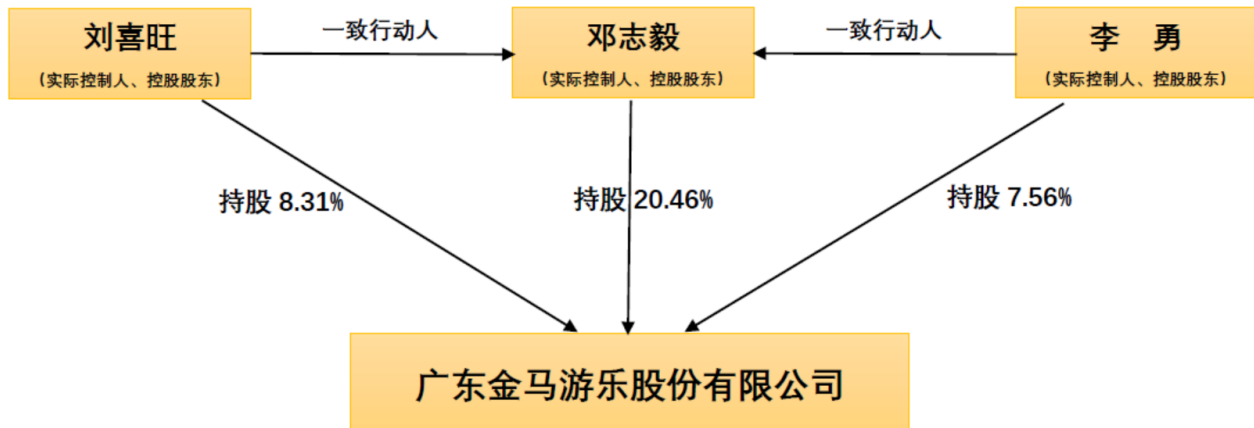 刘喜旺
（实际控制人、控股股东）
一致行动人
邓志毅
（实际控制人、控股股东）
一致行动人
李　勇
（实际控制人、控股股东）
持股 8.31%
持股 20.46%
持股 7.56%
广东金马游乐股份有限公司